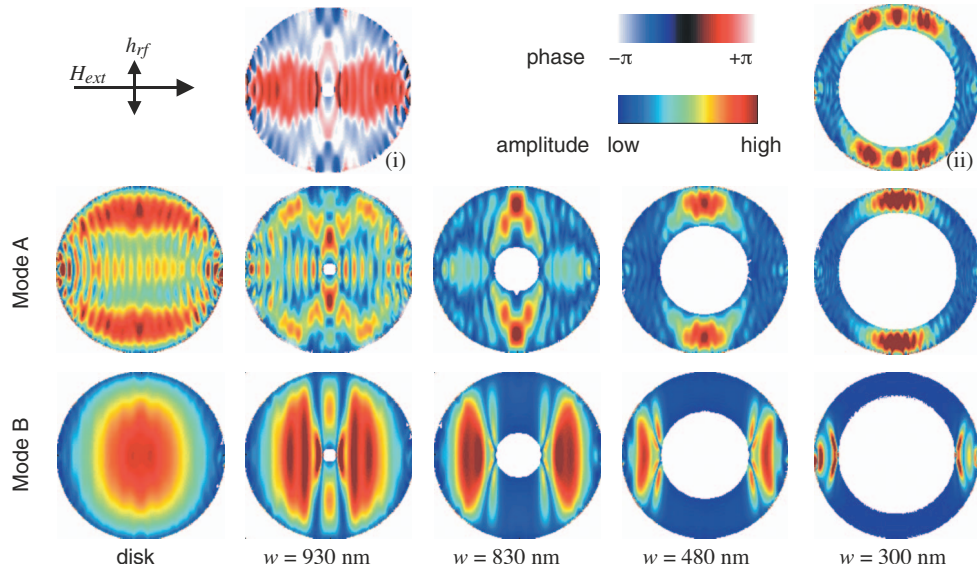 h_rf
H_ext
phase
−π
+π
amplitude
low
high
(i)
(ii)
Mode A
Mode B
disk
w = 930 nm
w = 830 nm
w = 480 nm
w = 300 nm